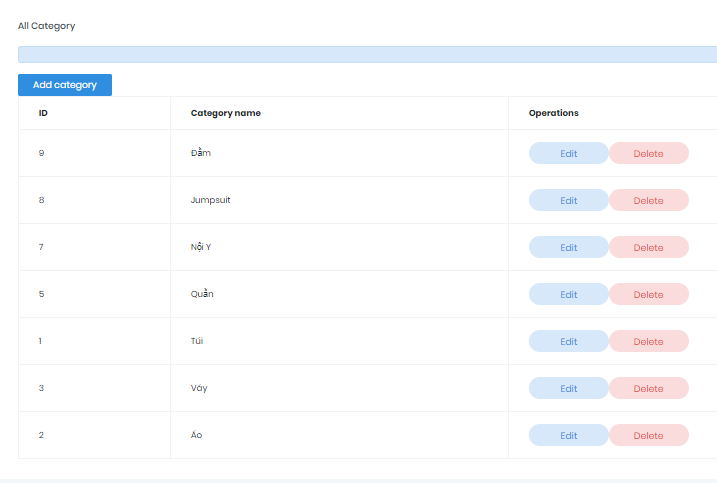 All Category
Add category
ID Category name Operations
9 Đầm Edit Delete
8 Jumpsuit Edit Delete
7 Nội Y Edit Delete
5 Quần Edit Delete
1 Túi Edit Delete
3 Váy Edit Delete
2 Áo Edit Delete